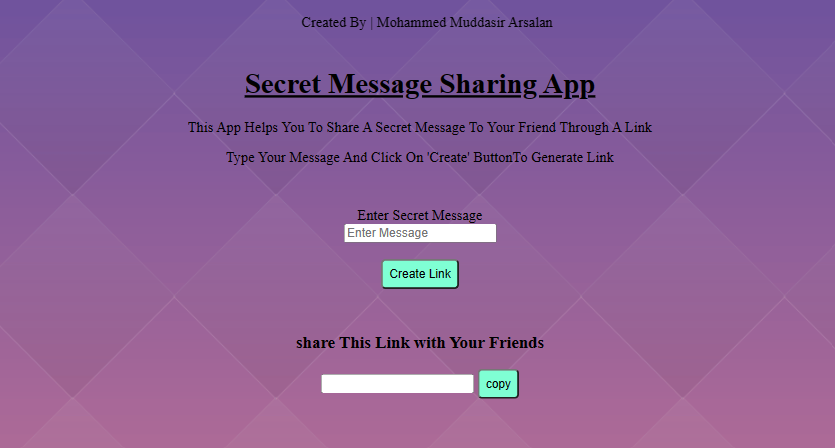 Created By | Mohammed Muddasir Arsalan
Secret Message Sharing App
This App Helps You To Share A Secret Message To Your Friend Through A Link
Type Your Message And Click On 'Create' ButtonTo Generate Link
Enter Secret Message
Enter Message
Create Link
share This Link with Your Friends
copy